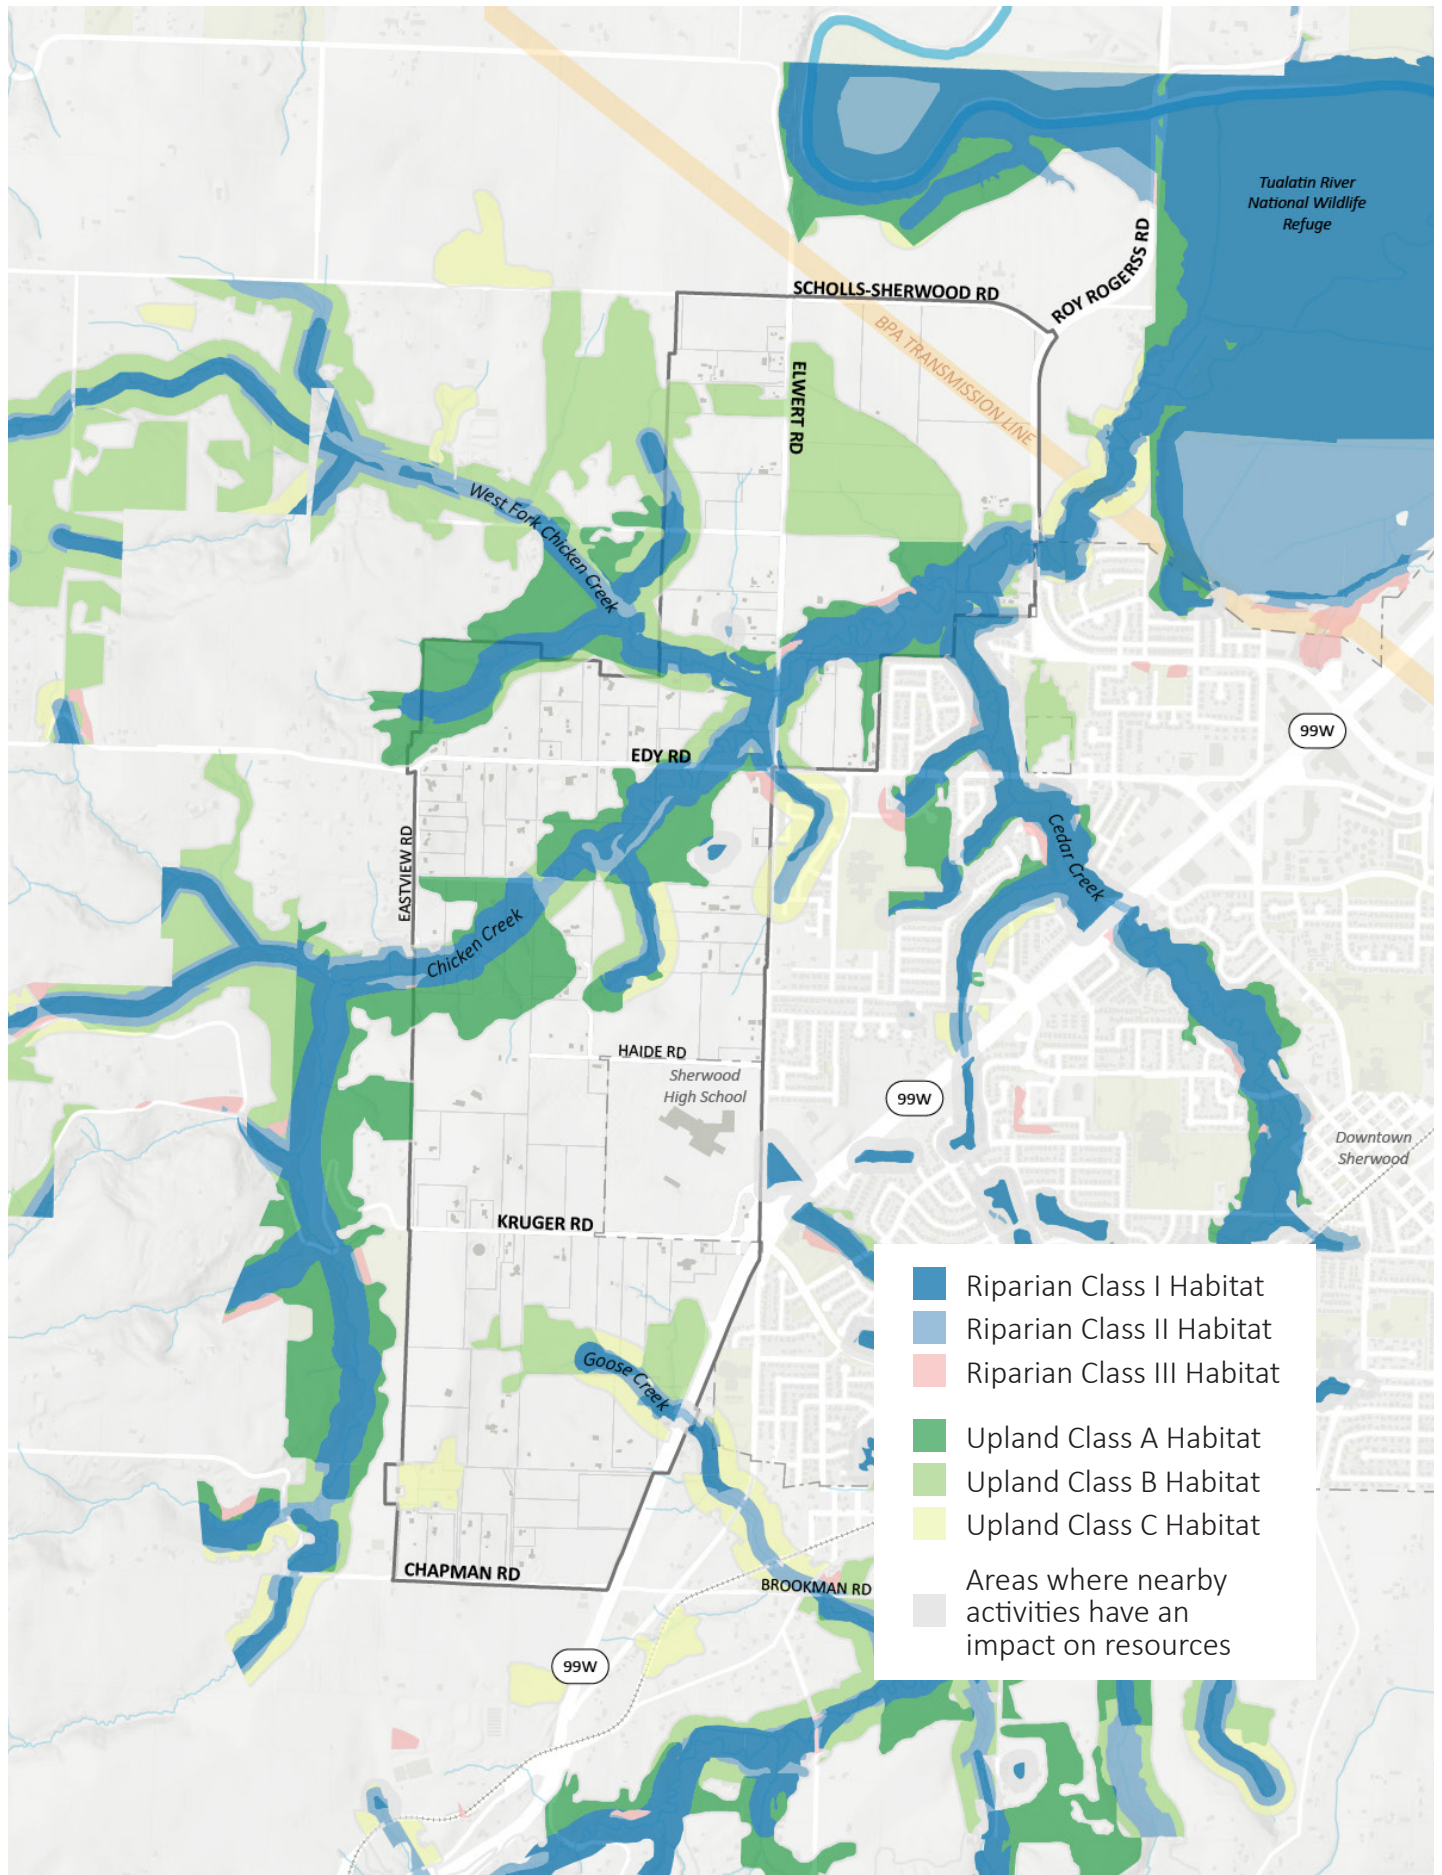 Tualatin River
National Wildlife
Refuge
SCHOLLS-SHERWOOD RD
ROY ROGERSS RD
BPA TRANSMISSION LINE
ELWERT RD
West Fork Chicken Creek
99W
EDY RD
EASTVIEW RD
Cedar Creek
Chicken Creek
HAIDE RD
Sherwood
High School
99W
Downtown
Sherwood
KRUGER RD
Goose Creek
CHAPMAN RD
BROOKMAN RD
99W
Riparian Class I Habitat
Riparian Class II Habitat
Riparian Class III Habitat
Upland Class A Habitat
Upland Class B Habitat
Upland Class C Habitat
Areas where nearby
activities have an
impact on resources